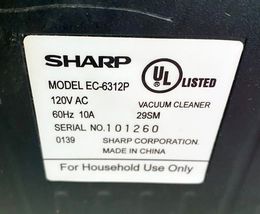 SHARP
MODEL EC-6312P
UL LISTED
120V AC VACUUM CLEANER
60Hz 10A 29SM
SERIAL NO.101260
0139 SHARP CORPORATION.
MADE IN CHINA
For Household Use Only